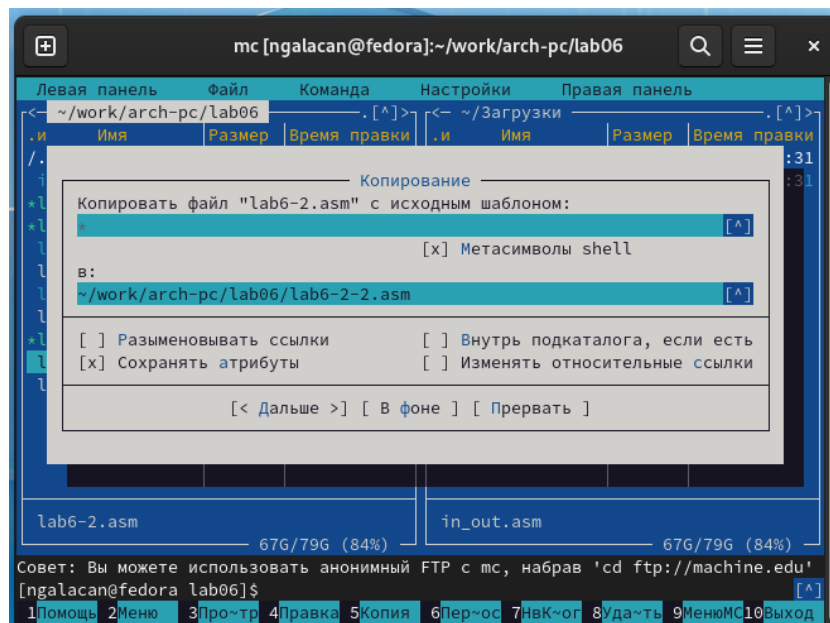 mc [ngalacan@fedora]:~/work/arch-pc/lab06
Левая панель Файл Команда Настройки Правая панель
<— ~/work/arch-pc/lab06 .[^]> <— ~/Загрузки .[^]>
.и Имя Размер Время правки .и Имя Размер Время правки
/. :31
:31
Копирование
Копировать файл "lab6-2.asm" с исходным шаблоном:
* [^]
[x] Метасимволы shell
в:
~/work/arch-pc/lab06/lab6-2-2.asm [^]
[ ] Разыменовывать ссылки [ ] Внутрь подкаталога, если есть
[x] Сохранять атрибуты [ ] Изменять относительные ссылки
[< Дальше >] [ В фоне ] [ Прервать ]
lab6-2.asm in_out.asm
67G/79G (84%) 67G/79G (84%)
Совет: Вы можете использовать анонимный FTP с mc, набрав 'cd ftp://machine.edu'
[ngalacan@fedora lab06]$ [^]
1Помощь 2Меню 3Про~тр 4Правка 5Копия 6Пер~ос 7НвК~ог 8Уда~ть 9МенюMC 10Выход